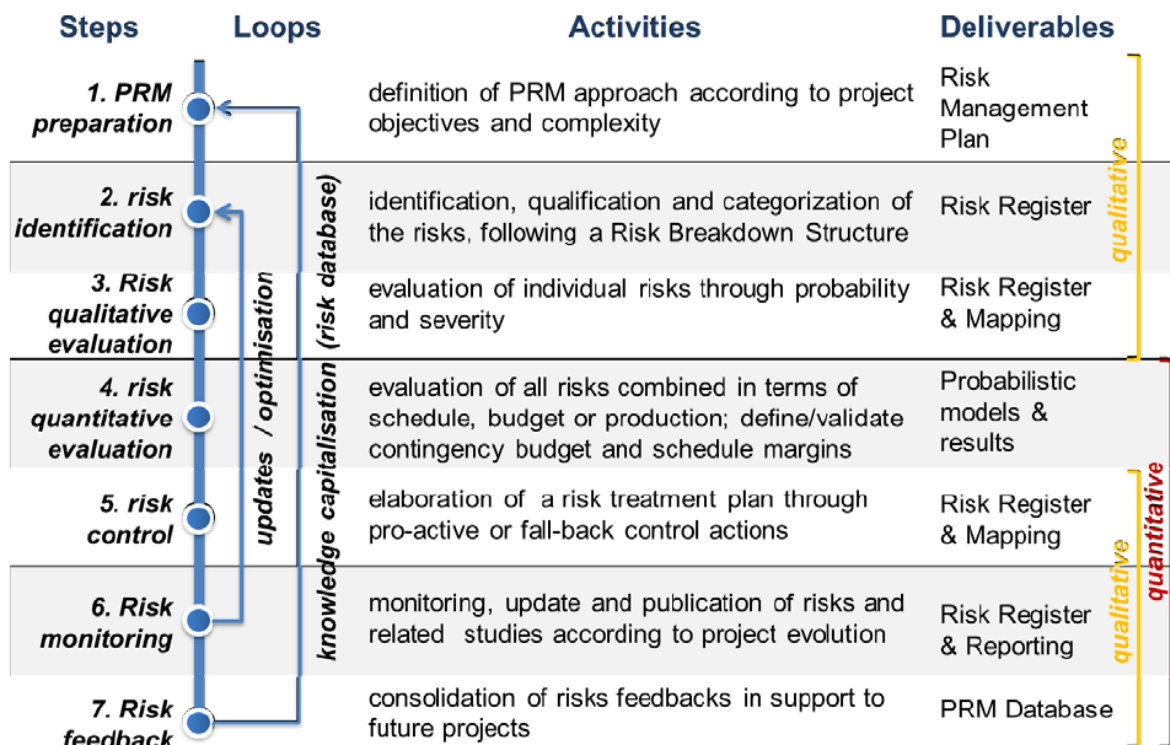 Steps
Loops
Activities
Deliverables
1. PRM
preparation
definition of PRM approach according to project
objectives and complexity
Risk
Management
Plan
2. risk
identification
identification, qualification and categorization of
the risks, following a Risk Breakdown Structure
Risk Register
3. Risk
qualitative
evaluation
evaluation of individual risks through probability
and severity
Risk Register
& Mapping
4. risk
quantitative
evaluation
evaluation of all risks combined in terms of
schedule, budget or production; define/validate
contingency budget and schedule margins
Probabilistic
models &
results
5. risk
control
elaboration of a risk treatment plan through
pro-active or fall-back control actions
Risk Register
& Mapping
6. Risk
monitoring
monitoring, update and publication of risks and
related studies according to project evolution
Risk Register
& Reporting
7. Risk
feedback
consolidation of risks feedbacks in support to
future projects
PRM Database
updates / optimisation
knowledge capitalisation (risk database)
qualitative
qualitative
quantitative